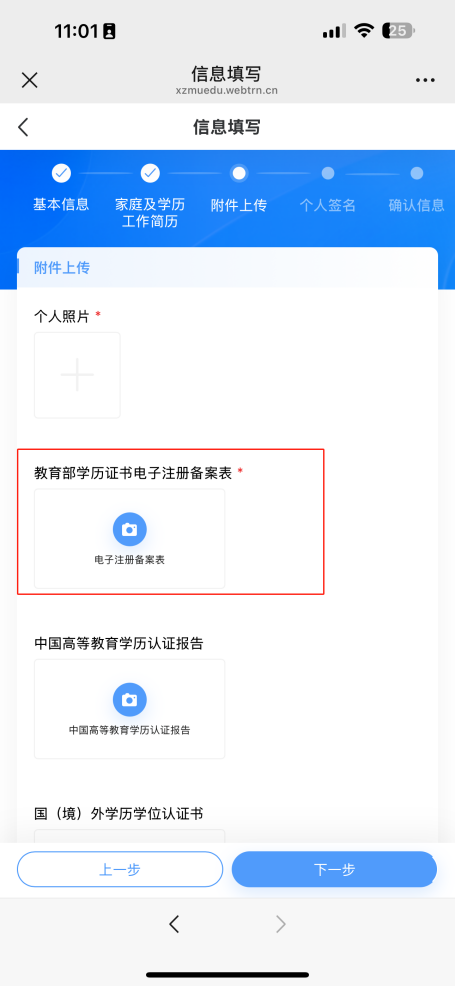 11:01
25
信息填写
xzmuedu.webtrn.cn
信息填写
基本信息
家庭及学历
工作简历
附件上传
个人签名
确认信息
附件上传
个人照片 *
教育部学历证书电子注册备案表 *
电子注册备案表
中国高等教育学历认证报告
中国高等教育学历认证报告
国（境）外学历学位认证书
上一步
下一步